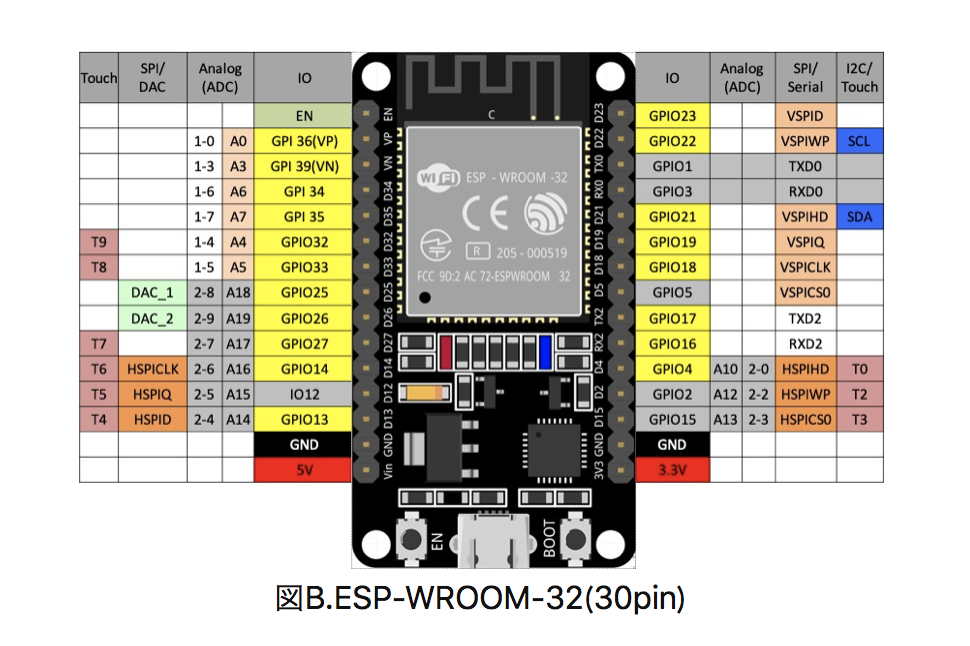 Touch SPI/DAC Analog (ADC) IO
EN
1-0 A0 GPI 36(VP)
1-3 A3 GPI 39(VN)
1-6 A6 GPI 34
1-7 A7 GPI 35
T9 1-4 A4 GPIO32
T8 1-5 A5 GPIO33
DAC_1 2-8 A18 GPIO25
DAC_2 2-9 A19 GPIO26
T7 2-7 A17 GPIO27
T6 HSPICLK 2-6 A16 GPIO14
T5 HSPIQ 2-5 A15 IO12
T4 HSPID 2-4 A14 GPIO13
GND
5V
EN
VP
VN
D34
D35
D32
D33
D25
D26
D27
D14
D12
D13
GND
Vin
C
WiFi ESP - WROOM -32
CE
R 205 - 000519
FCC 9D:2 AC 72-ESPWROOM 32
EN
BOOT
D23
D22
TX0
RX0
D21
D19
D18
D5
TX2
RX2
D4
D2
D15
GND
3V3
IO Analog (ADC) SPI/Serial I2C/Touch
GPIO23 VSPID
GPIO22 VSPIWP SCL
GPIO1 TXD0
GPIO3 RXD0
GPIO21 VSPIHD SDA
GPIO19 VSPIQ
GPIO18 VSPICLK
GPIO5 VSPICS0
GPIO17 TXD2
GPIO16 RXD2
GPIO4 A10 2-0 HSPIHD T0
GPIO2 A12 2-2 HSPIWP T2
GPIO15 A13 2-3 HSPICS0 T3
GND
3.3V
図B.ESP-WROOM-32(30pin)